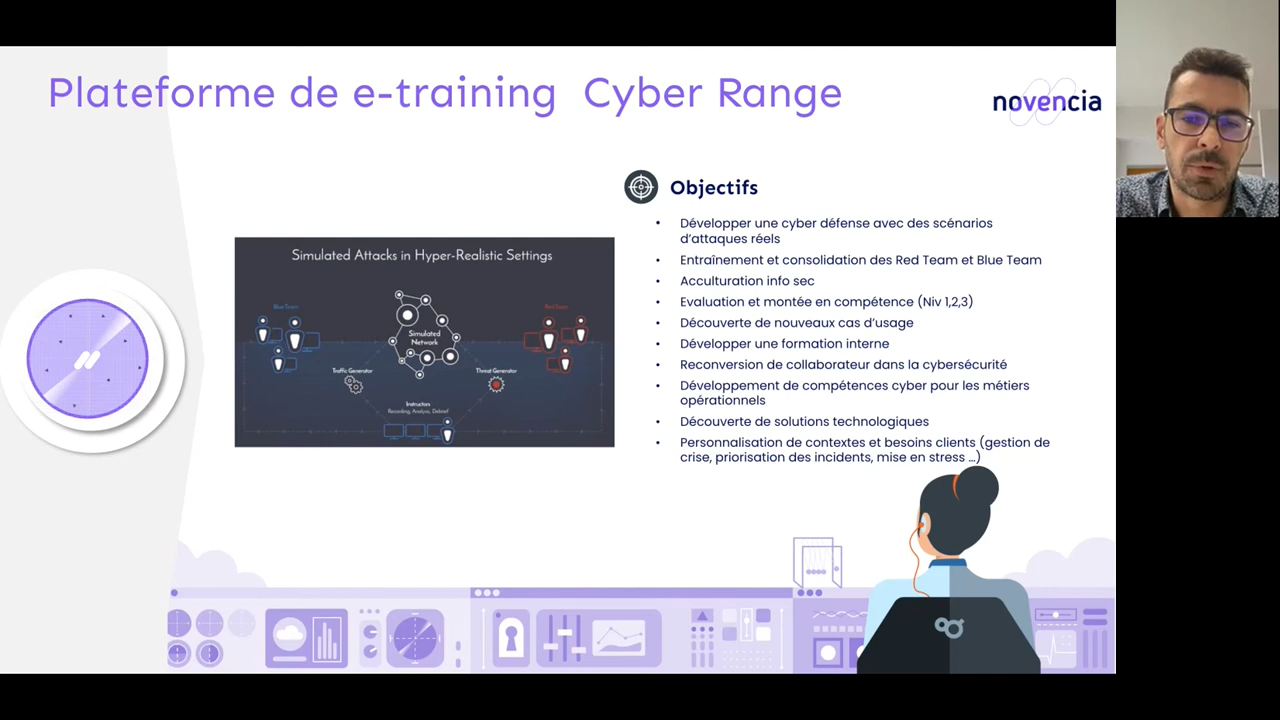 Plateforme de e-training Cyber Range
novencia
Objectifs
• Développer une cyber défense avec des scénarios
d'attaques réels
• Entraînement et consolidation des Red Team et Blue Team
• Acculturation info sec
• Evaluation et montée en compétence (Niv 1,2,3)
• Découverte de nouveaux cas d'usage
• Développer une formation interne
• Reconversion de collaborateur dans la cybersécurité
• Développement de compétences cyber pour les métiers
opérationnels
• Découverte de solutions technologiques
• Personnalisation de contextes et besoins clients (gestion de
crise, priorisation des incidents, mise en stress ...)
Simulated Attacks in Hyper-Realistic Settings
Blue Team
Red Team
Simulated
Network
Traffic Generator
Threat Generator
Instructors
Recording, Analysis, Debrief